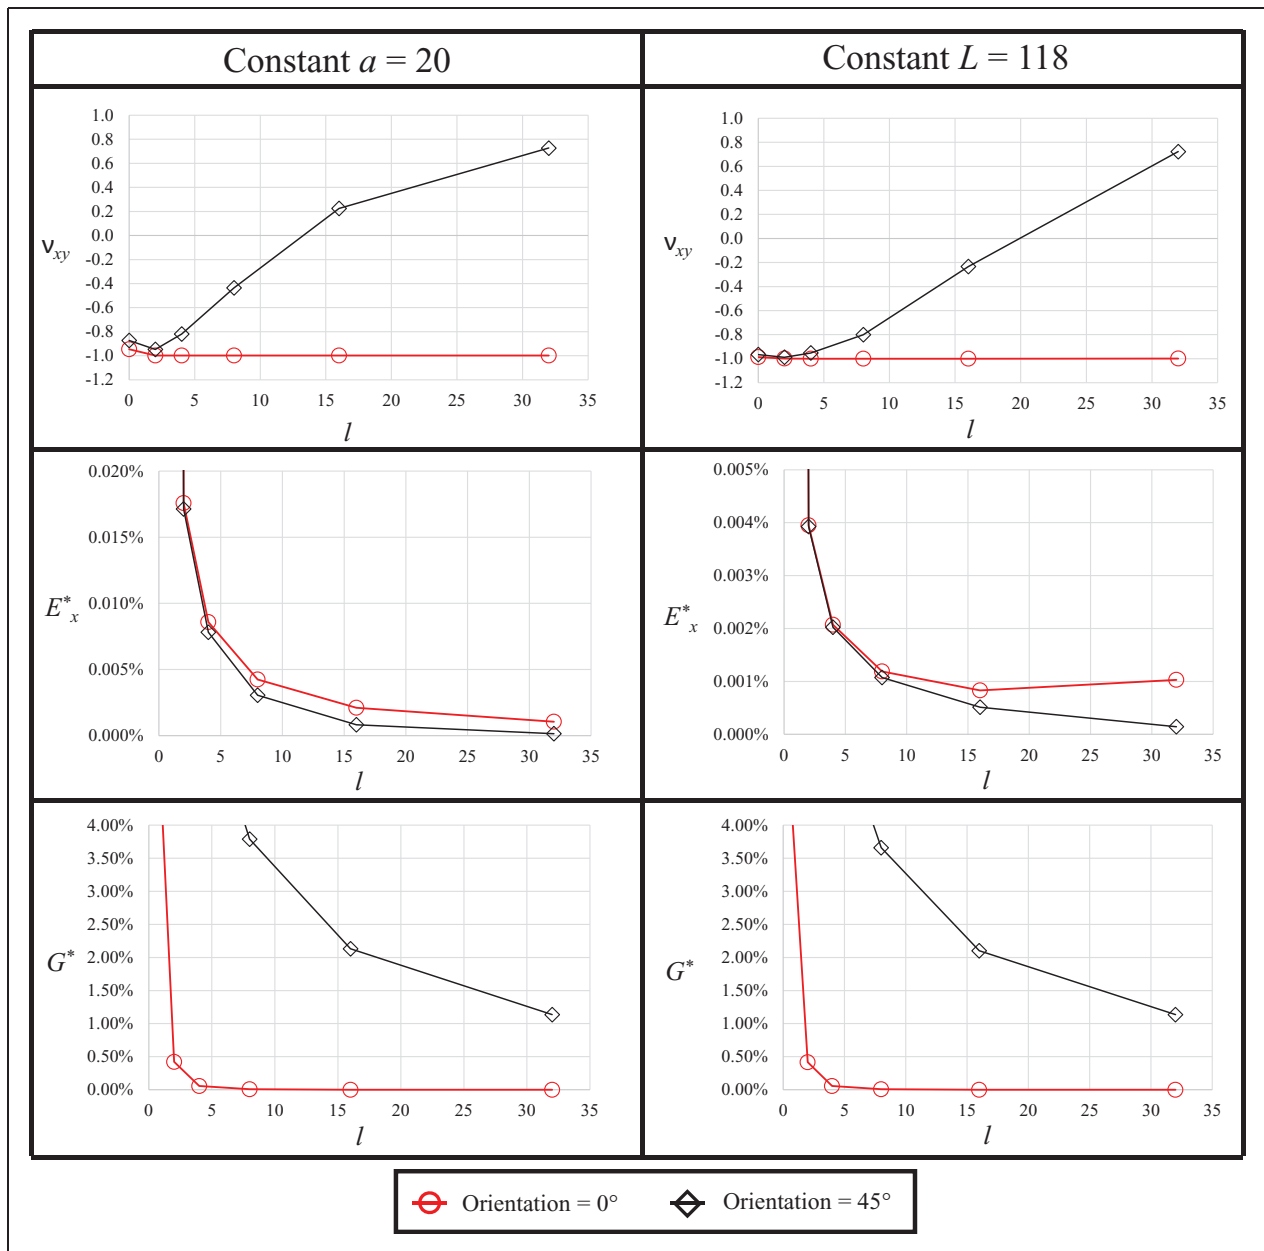 Constant a = 20
Constant L = 118
1.0
0.8
0.6
0.4
0.2
0.0
-0.2
-0.4
-0.6
-0.8
-1.0
-1.2
νxy
0 5 10 15 20 25 30 35
l
1.0
0.8
0.6
0.4
0.2
0.0
-0.2
-0.4
-0.6
-0.8
-1.0
-1.2
νxy
0 5 10 15 20 25 30 35
l
0.020%
0.015%
0.010%
0.005%
0.000%
E*x
0 5 10 15 20 25 30 35
l
0.005%
0.004%
0.003%
0.002%
0.001%
0.000%
E*x
0 5 10 15 20 25 30 35
l
4.00%
3.50%
3.00%
2.50%
2.00%
1.50%
1.00%
0.50%
0.00%
G*
0 5 10 15 20 25 30 35
l
4.00%
3.50%
3.00%
2.50%
2.00%
1.50%
1.00%
0.50%
0.00%
G*
0 5 10 15 20 25 30 35
l
Orientation = 0°
Orientation = 45°